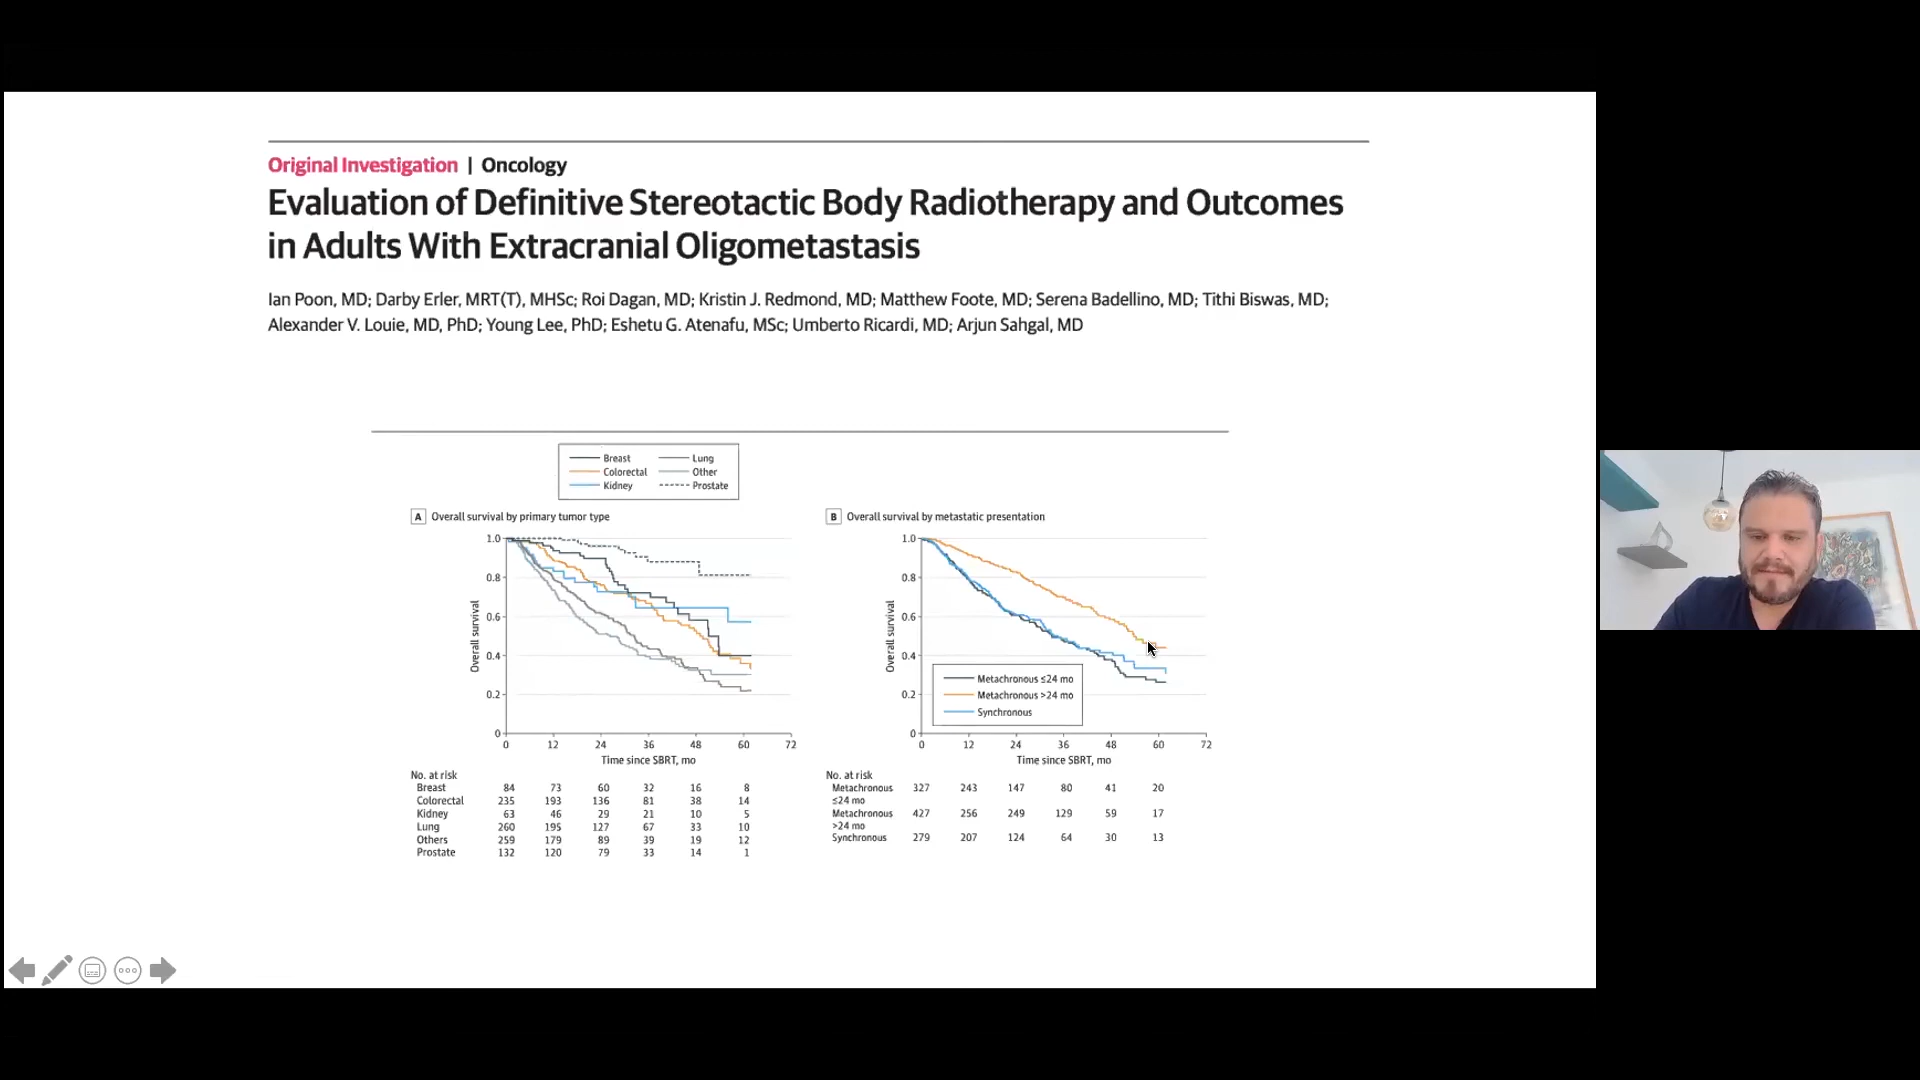 Original Investigation | Oncology
Evaluation of Definitive Stereotactic Body Radiotherapy and Outcomes
in Adults With Extracranial Oligometastasis
Ian Poon, MD; Darby Erler, MRT(T), MHSc; Roi Dagan, MD; Kristin J. Redmond, MD; Matthew Foote, MD; Serena Badellino, MD; Tithi Biswas, MD;
Alexander V. Louie, MD, PhD; Young Lee, PhD; Eshetu G. Atenafu, MSc; Umberto Ricardi, MD; Arjun Sahgal, MD
Breast Lung
Colorectal Other
Kidney Prostate
A Overall survival by primary tumor type
1.0
0.8
0.6
0.4
0.2
0
Overall survival
0 12 24 36 48 60 72
Time since SBRT, mo
No. at risk
Breast 84 73 60 32 16 8
Colorectal 235 193 136 81 38 14
Kidney 63 46 29 21 10 5
Lung 260 195 127 67 33 10
Others 259 179 89 39 19 12
Prostate 132 120 79 33 14 1
B Overall survival by metastatic presentation
1.0
0.8
0.6
0.4
0.2
0
Overall survival
Metachronous ≤24 mo
Metachronous >24 mo
Synchronous
0 12 24 36 48 60 72
Time since SBRT, mo
No. at risk
Metachronous 327 243 147 80 41 20
≤24 mo
Metachronous 427 256 249 129 59 17
>24 mo
Synchronous 279 207 124 64 30 13